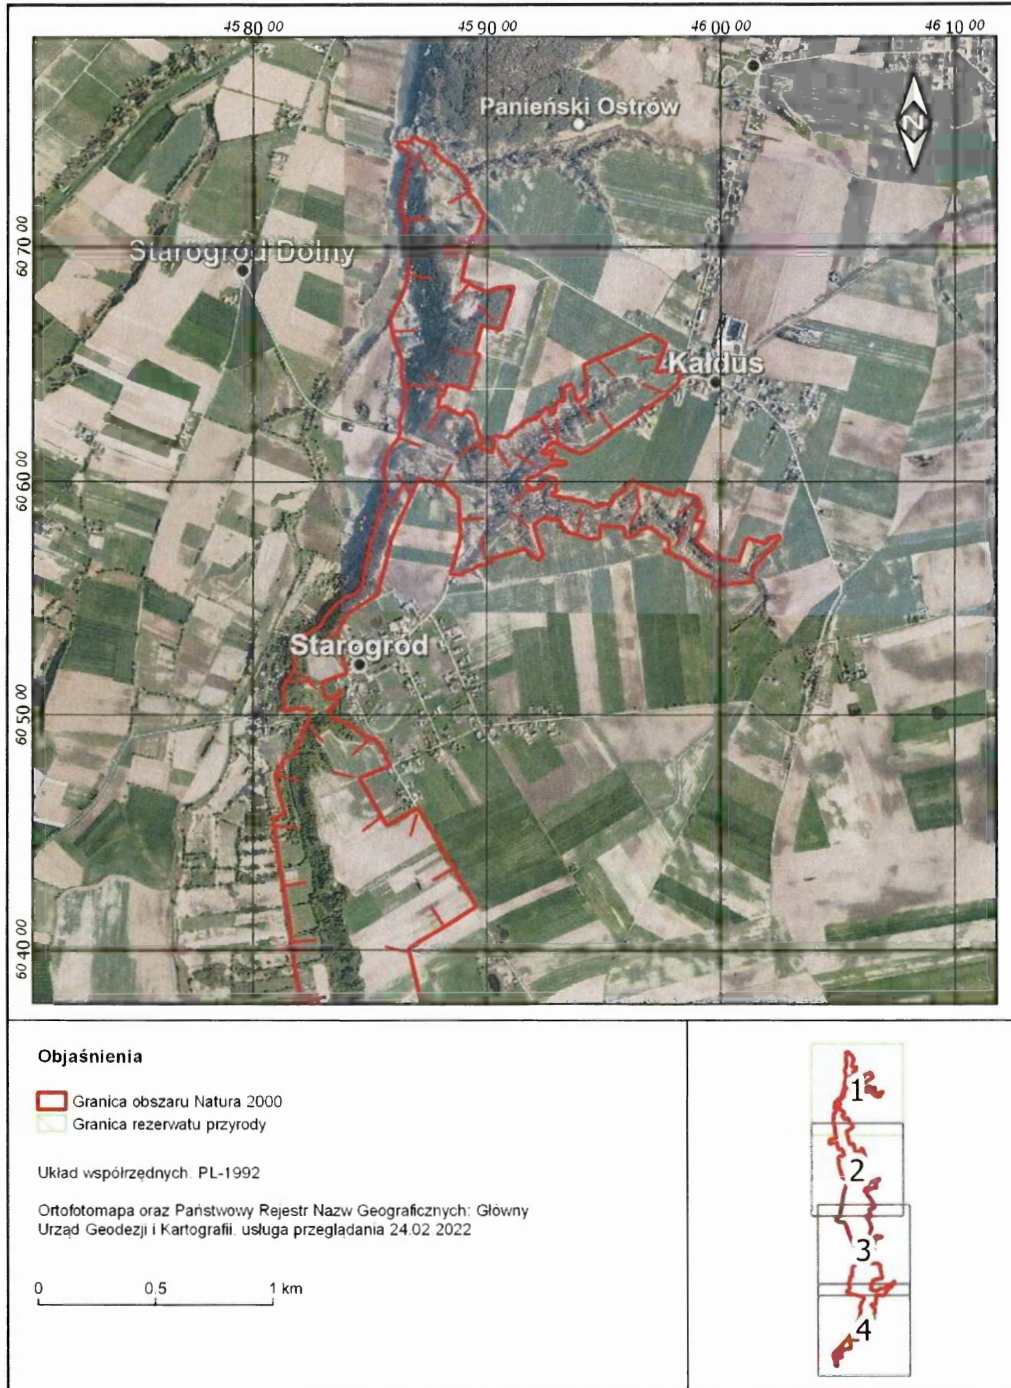 45 80 00
45 90 00
46 00 00
46 10 00
Panieński Ostrów
N
60 70 00
Starogród Dolny
Kałdus
60 60 00
Starogród
60 50 00
60 40 00
Objaśnienia
Granica obszaru Natura 2000
Granica rezerwatu przyrody
Układ współrzędnych: PL-1992
Ortofotomapa oraz Państwowy Rejestr Nazw Geograficznych: Główny
Urząd Geodezji i Kartografii. usługa przeglądania 24.02.2022
0 0.5 1 km
1
2
3
4